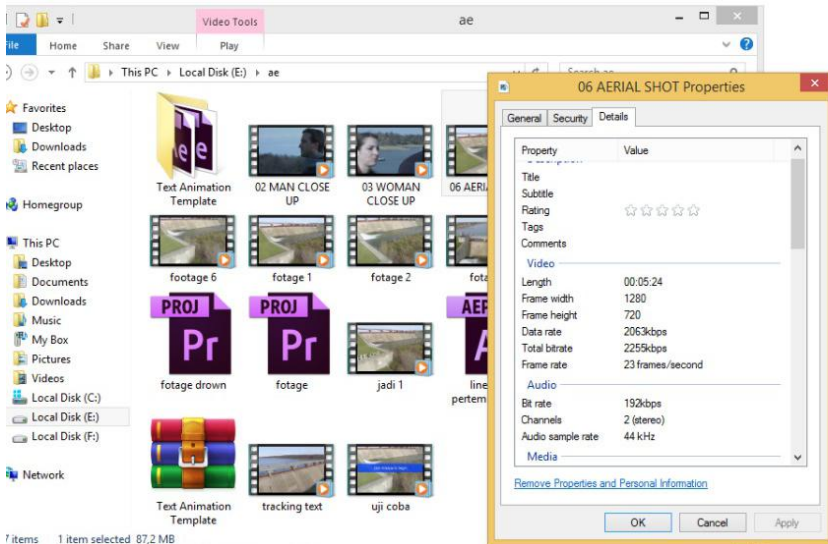 Video Tools
ae
File Home Share View Play
This PC Local Disk (E:) ae
Search ae
Favorites
Desktop
Downloads
Recent places
Homegroup
This PC
Desktop
Documents
Downloads
Music
My Box
Pictures
Videos
Local Disk (C:)
Local Disk (E:)
Local Disk (F:)
Network
Text Animation
Template
02 MAN CLOSE
UP
03 WOMAN
CLOSE UP
06 AERIA
footage 6
fotage 1
fotage 2
fota
PROJ
Pr
fotage drown
PROJ
Pr
fotage
jadi 1
AEP
line
pertem
Text Animation
Template
tracking text
uji coba
7 items 1 item selected 87,2 MB
06 AERIAL SHOT Properties
General Security Details
Property Value
Title
Subtitle
Rating
Tags
Comments
Video
Length 00:05:24
Frame width 1280
Frame height 720
Data rate 2063kbps
Total bitrate 2255kbps
Frame rate 23 frames/second
Audio
Bit rate 192kbps
Channels 2 (stereo)
Audio sample rate 44 kHz
Media
Remove Properties and Personal Information
OK Cancel Apply